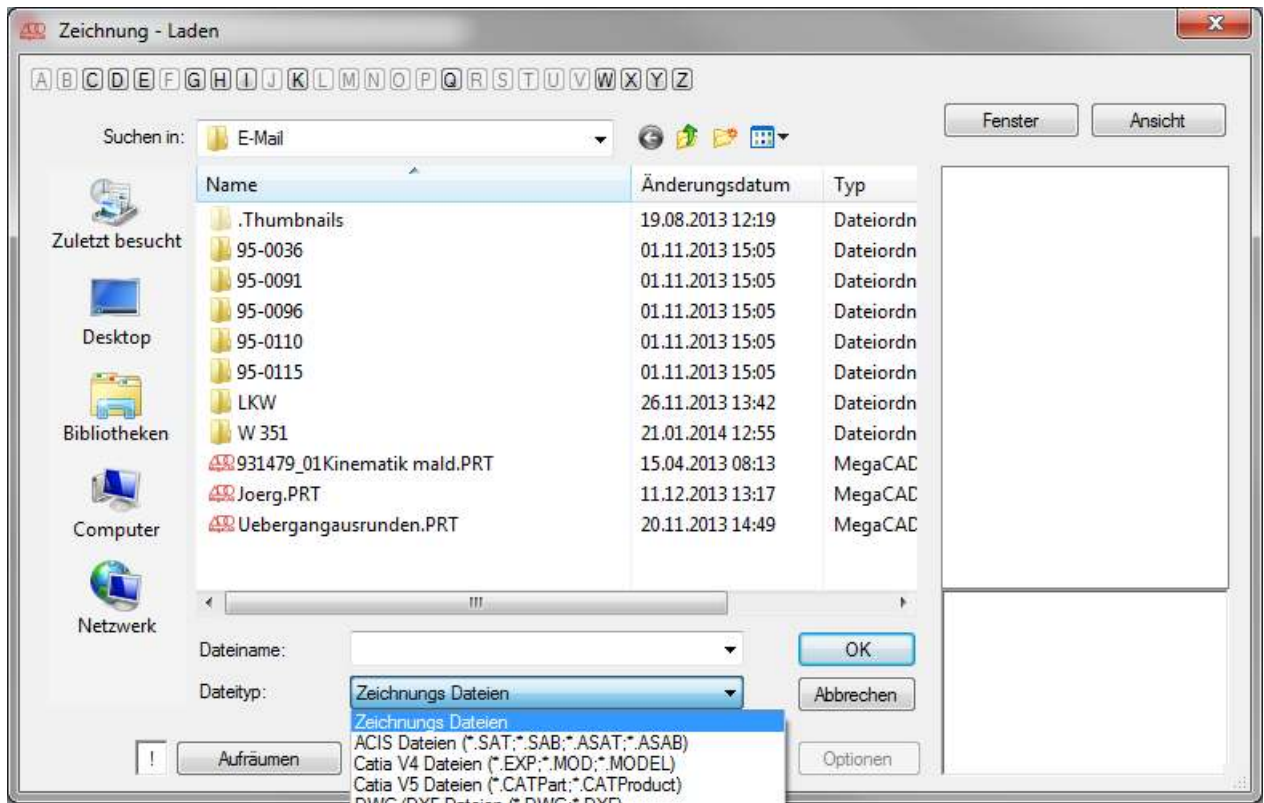 Zeichnung - Laden
A B C D E F G H I J K L M N O P Q R S T U V W X Y Z
Fenster Ansicht
Suchen in: E-Mail
Name Änderungsdatum Typ
.Thumbnails 19.08.2013 12:19 Dateiordn
95-0036 01.11.2013 15:05 Dateiordn
95-0091 01.11.2013 15:05 Dateiordn
95-0096 01.11.2013 15:05 Dateiordn
95-0110 01.11.2013 15:05 Dateiordn
95-0115 01.11.2013 15:05 Dateiordn
LKW 26.11.2013 13:42 Dateiordn
W 351 21.01.2014 12:55 Dateiordn
931479_01Kinematik mald.PRT 15.04.2013 08:13 MegaCAD
Joerg.PRT 11.12.2013 13:17 MegaCAD
Uebergangausrunden.PRT 20.11.2013 14:49 MegaCAD
Zuletzt besucht
Desktop
Bibliotheken
Computer
Netzwerk
Dateiname: OK
Dateityp: Zeichnungs Dateien Abbrechen
Zeichnungs Dateien
ACIS Dateien (*.SAT;*.SAB;*.ASAT;*.ASAB)
! Aufräumen Catia V4 Dateien (*.EXP;*.MOD;*.MODEL) Optionen
Catia V5 Dateien (*.CATPart;*.CATProduct)
DWG/DXF Dateien (*.DWG;*.DXF)